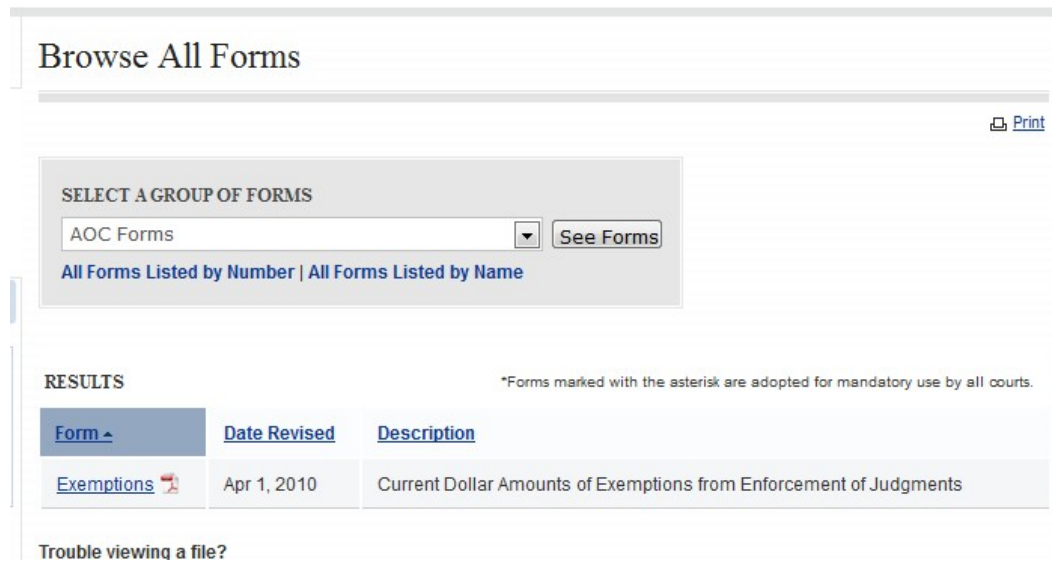 Browse All Forms
Print
SELECT A GROUP OF FORMS
AOC Forms See Forms
All Forms Listed by Number | All Forms Listed by Name
RESULTS *Forms marked with the asterisk are adopted for mandatory use by all courts.
Form Date Revised Description
Exemptions Apr 1, 2010 Current Dollar Amounts of Exemptions from Enforcement of Judgments
Trouble viewing a file?